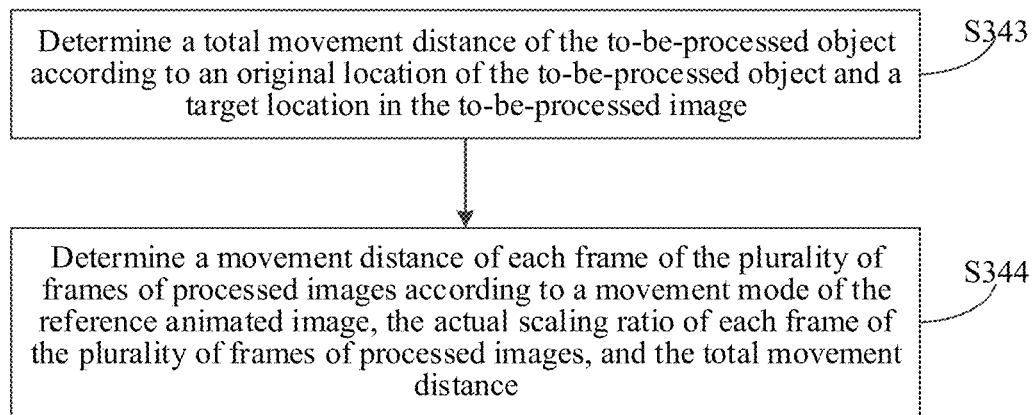 Determine a total movement distance of the to-be-processed object
according to an original location of the to-be-processed object and a
target location in the to-be-processed image
S343
Determine a movement distance of each frame of the plurality of
frames of processed images according to a movement mode of the
reference animated image, the actual scaling ratio of each frame of
the plurality of frames of processed images, and the total movement
distance
S344